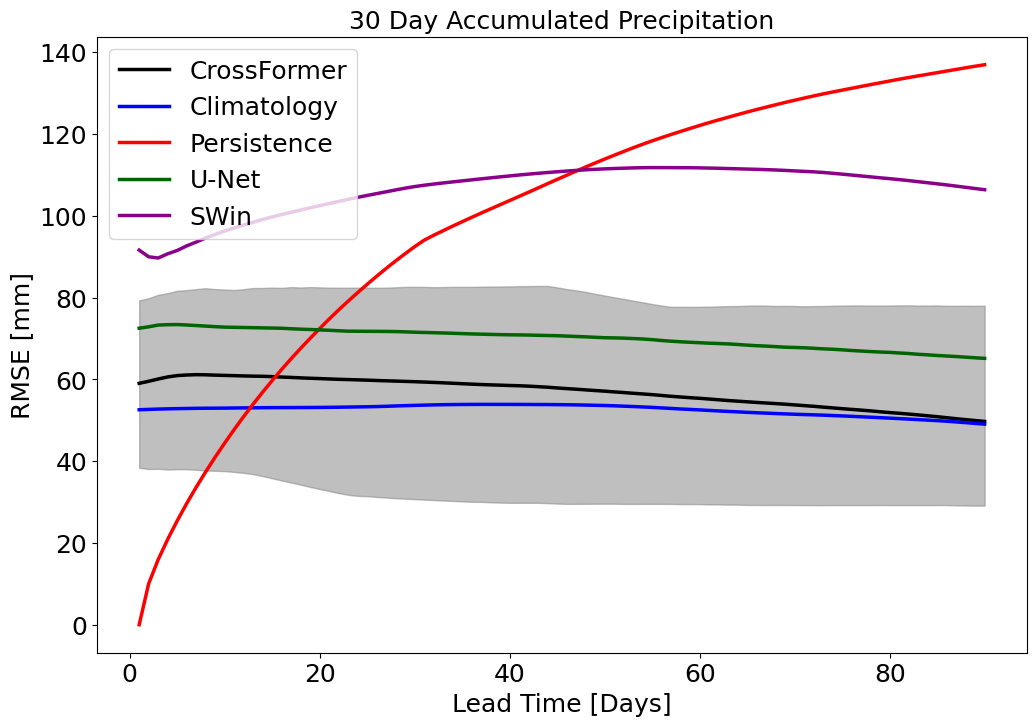 30 Day Accumulated Precipitation
CrossFormer
Climatology
Persistence
U-Net
SWin
RMSE [mm]
140
120
100
80
60
40
20
0
0 20 40 60 80
Lead Time [Days]